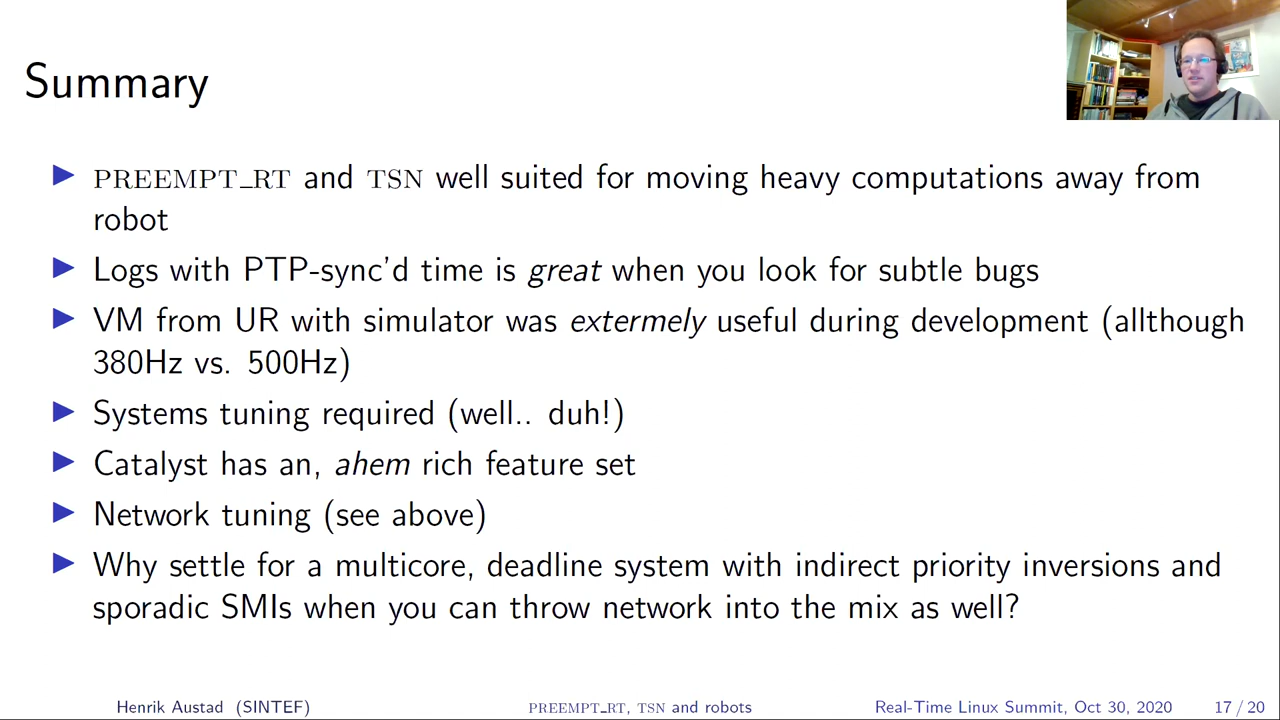 Summary
PREEMPT_RT and TSN well suited for moving heavy computations away from
robot
Logs with PTP-sync'd time is great when you look for subtle bugs
VM from UR with simulator was extermely useful during development (allthough
380Hz vs. 500Hz)
Systems tuning required (well.. duh!)
Catalyst has an, ahem rich feature set
Network tuning (see above)
Why settle for a multicore, deadline system with indirect priority inversions and
sporadic SMIs when you can throw network into the mix as well?
Henrik Austad (SINTEF) PREEMPT_RT, TSN and robots Real-Time Linux Summit, Oct 30, 2020 17 / 20